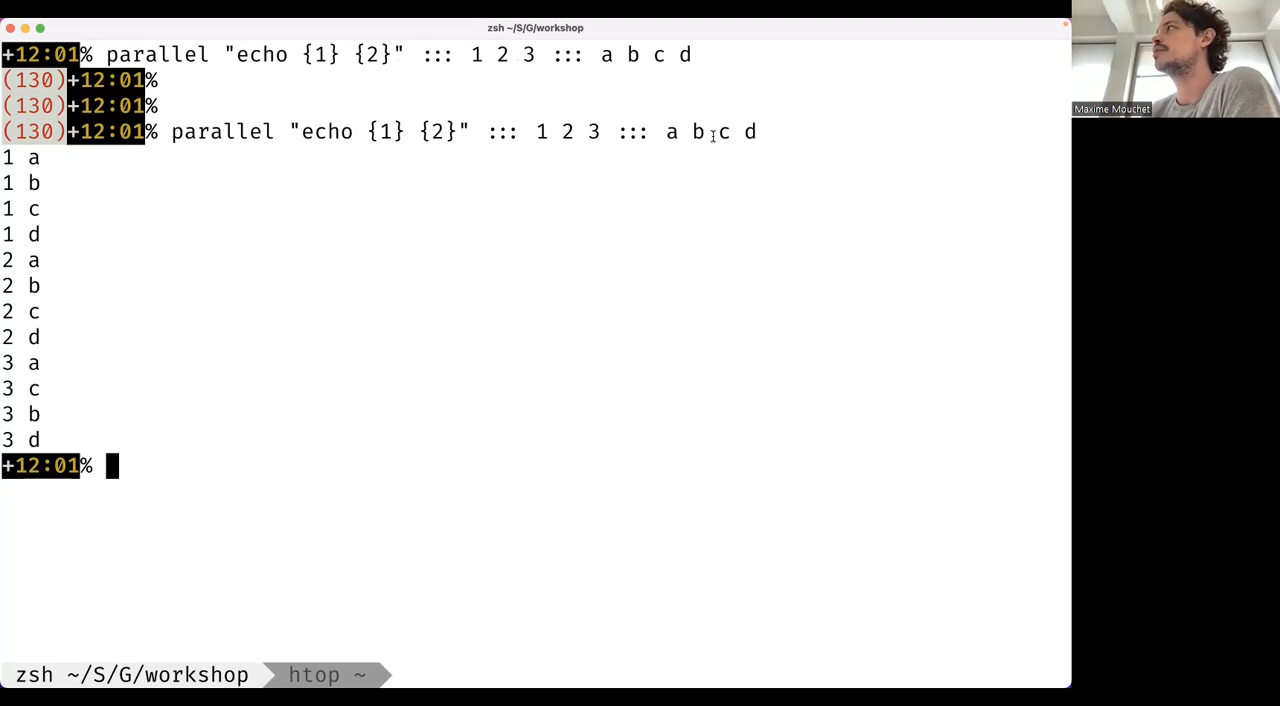 zsh ~/S/G/workshop
+12:01% parallel "echo {1} {2}" ::: 1 2 3 ::: a b c d
(130)+12:01%
(130)+12:01%
(130)+12:01% parallel "echo {1} {2}" ::: 1 2 3 ::: a b c d
1 a
1 b
1 c
1 d
2 a
2 b
2 c
2 d
3 a
3 c
3 b
3 d
+12:01%
zsh ~/S/G/workshop htop ~
Maxime Mouchet